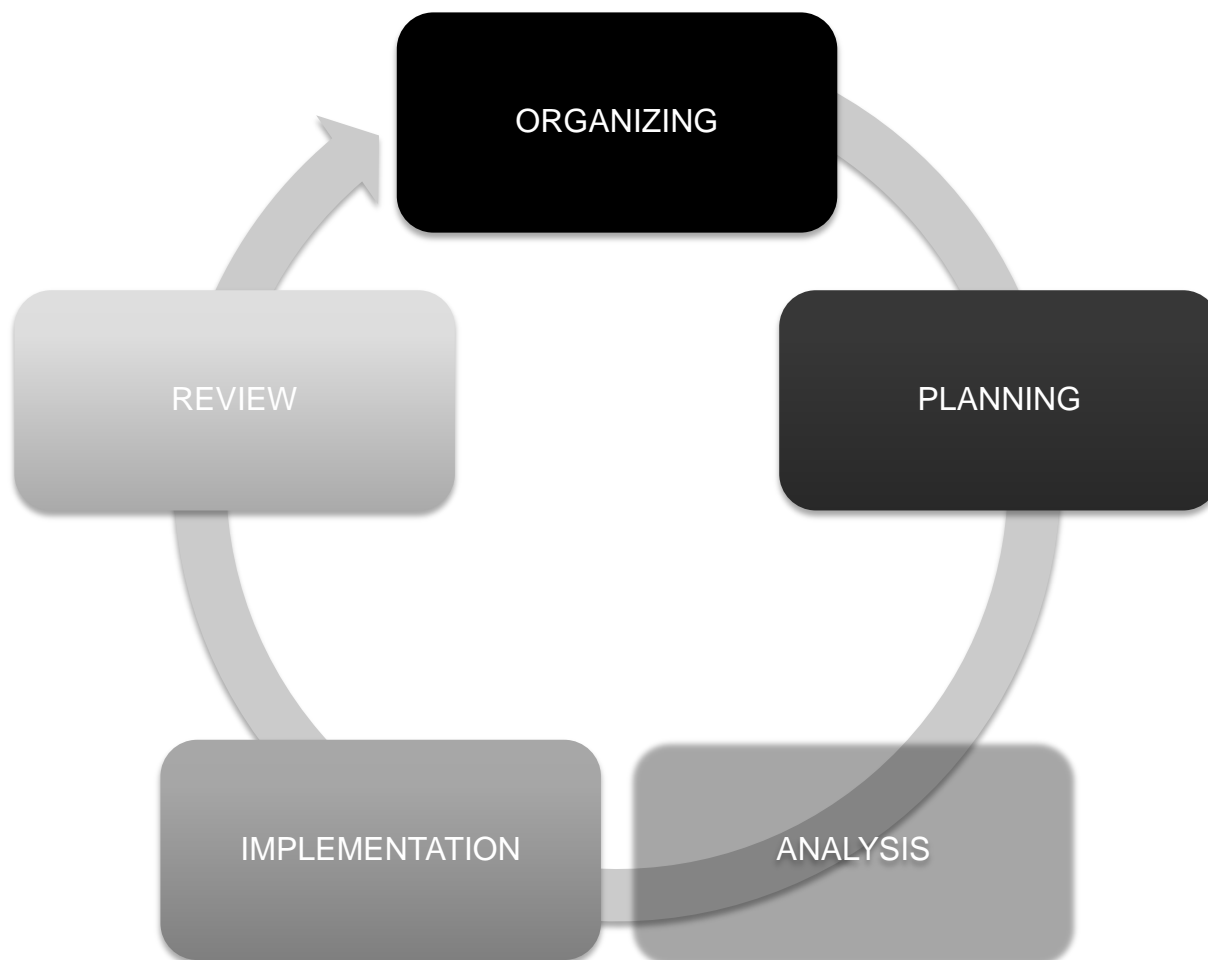 ORGANIZING
PLANNING
ANALYSIS
IMPLEMENTATION
REVIEW